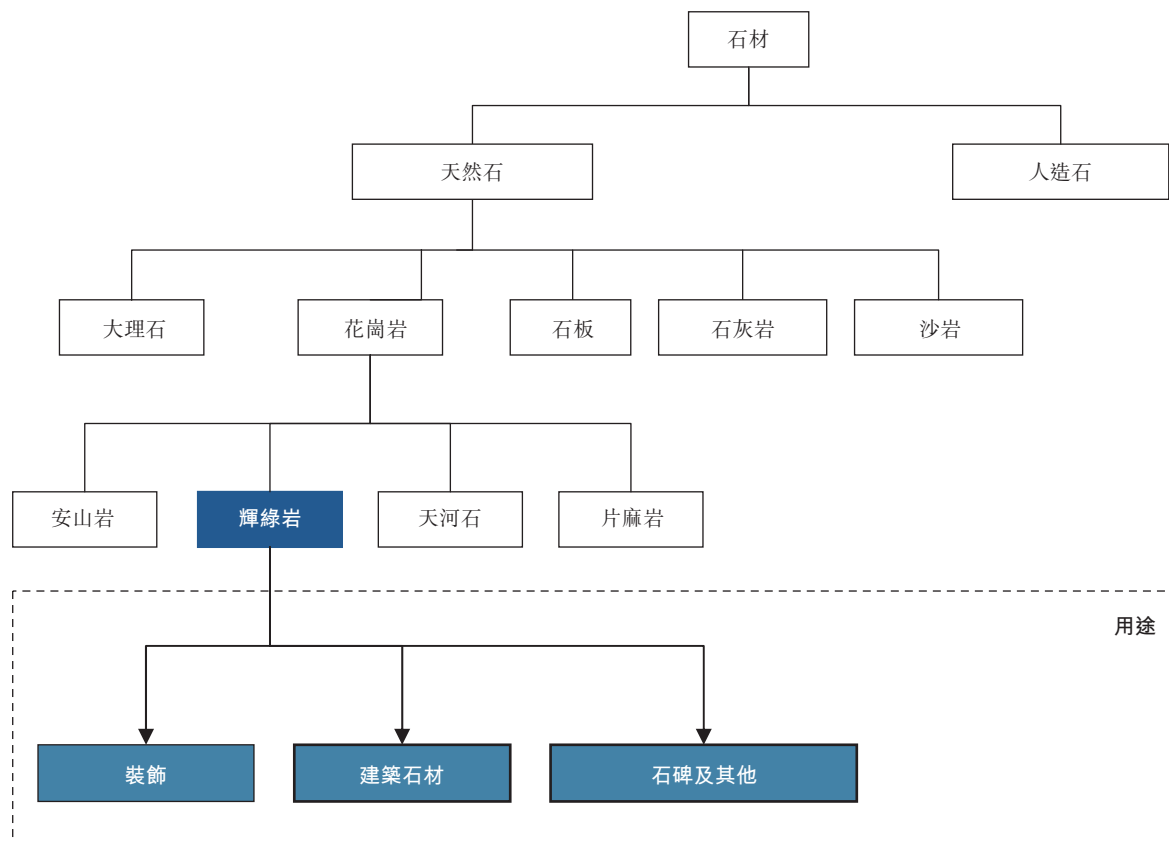 石材
天然石
人造石
大理石
花崗岩
石板
石灰岩
沙岩
安山岩
輝綠岩
天河石
片麻岩
用途
裝飾
建築石材
石碑及其他